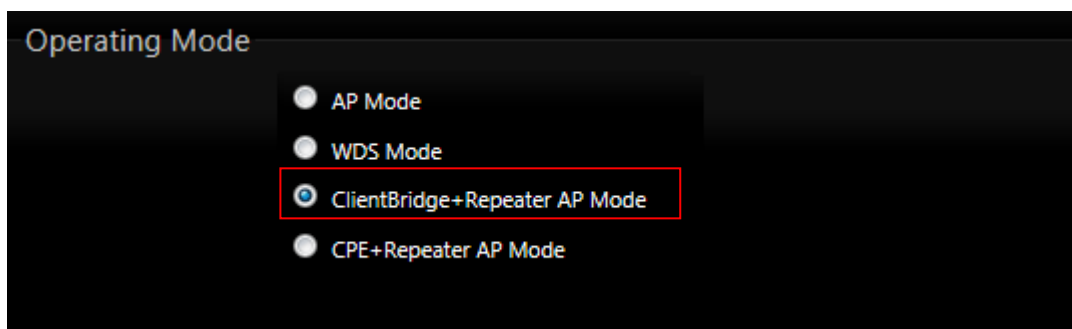 Operating Mode
AP Mode
WDS Mode
ClientBridge+Repeater AP Mode
CPE+Repeater AP Mode